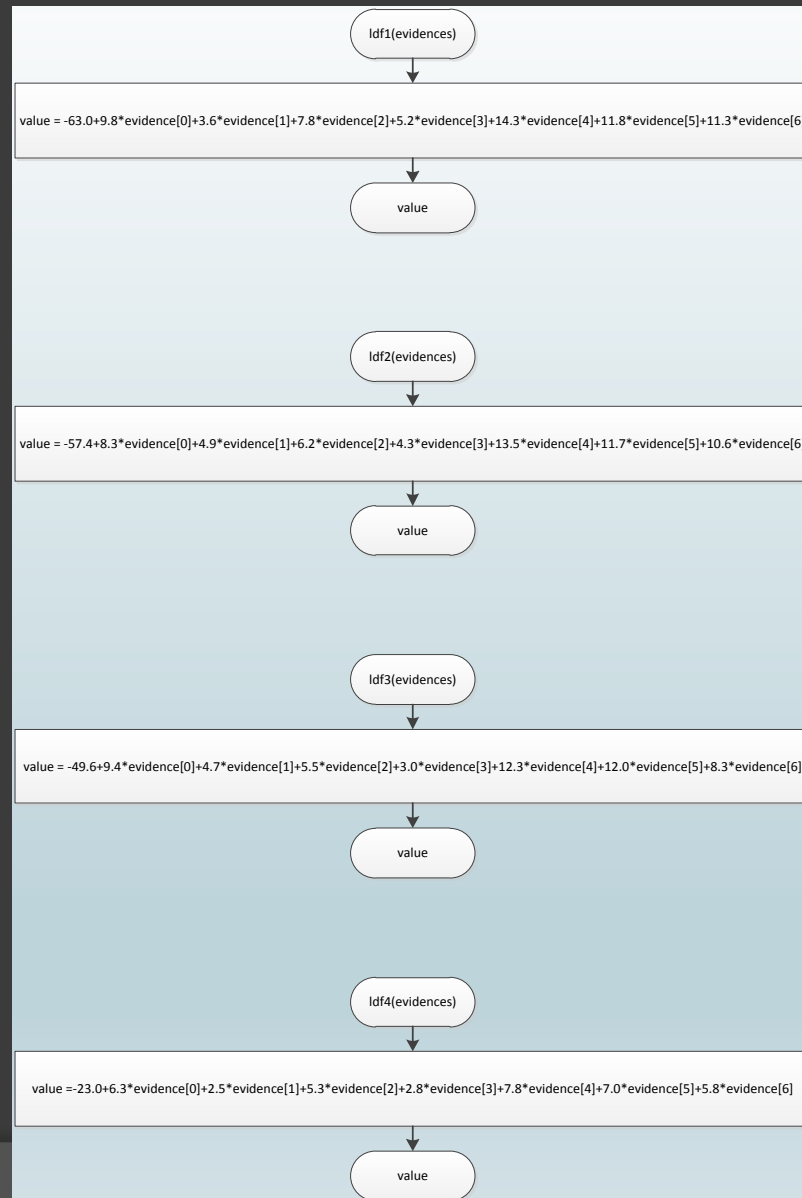 ldf1(evidences)
value = -63.0+9.8*evidence[0]+3.6*evidence[1]+7.8*evidence[2]+5.2*evidence[3]+14.3*evidence[4]+11.8*evidence[5]+11.3*evidence[6
value
ldf2(evidences)
value = -57.4+8.3*evidence[0]+4.9*evidence[1]+6.2*evidence[2]+4.3*evidence[3]+13.5*evidence[4]+11.7*evidence[5]+10.6*evidence[6
value
ldf3(evidences)
value = -49.6+9.4*evidence[0]+4.7*evidence[1]+5.5*evidence[2]+3.0*evidence[3]+12.3*evidence[4]+12.0*evidence[5]+8.3*evidence[6]
value
ldf4(evidences)
value =-23.0+6.3*evidence[0]+2.5*evidence[1]+5.3*evidence[2]+2.8*evidence[3]+7.8*evidence[4]+7.0*evidence[5]+5.8*evidence[6]
value